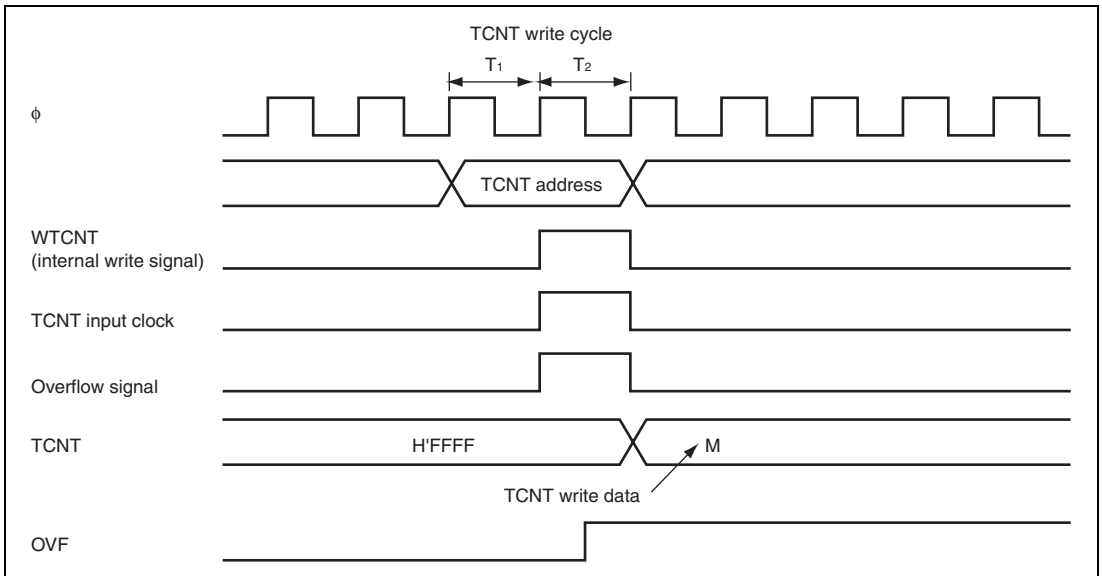 TCNT write cycle
T1 T2
ϕ
TCNT address
WTCNT
(internal write signal)
TCNT input clock
Overflow signal
TCNT H'FFFF M
TCNT write data
OVF